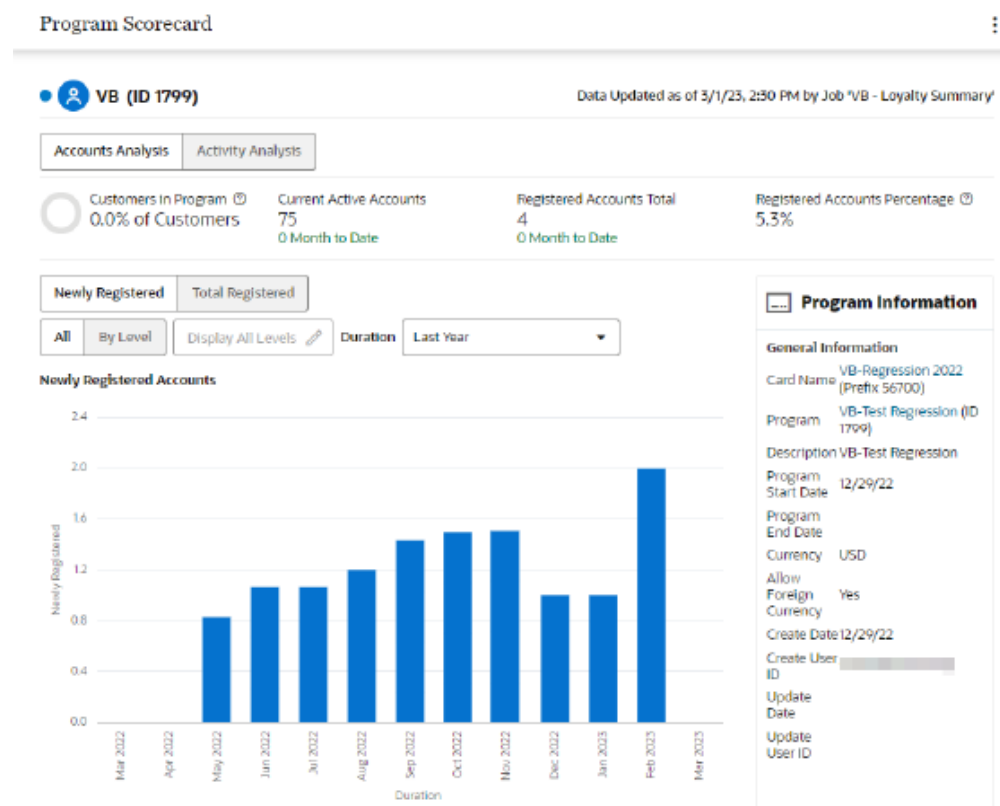 Program Scorecard
VB (ID 1799)
Data Updated as of 3/1/23, 2:30 PM by Job "VB - Loyalty Summary"
Accounts Analysis
Activity Analysis
Customers in Program
0.0% of Customers
Current Active Accounts
75
0 Month to Date
Registered Accounts Total
4
0 Month to Date
Registered Accounts Percentage
5.3%
Newly Registered
Total Registered
All
By Level
Display All Levels
Duration
Last Year
Newly Registered Accounts
2.4
2.0
1.6
1.2
0.8
0.4
0.0
Newly Registered
Mar 2022
Apr 2022
May 2022
Jun 2022
Jul 2022
Aug 2022
Sep 2022
Oct 2022
Nov 2022
Dec 2022
Jan 2023
Feb 2023
Mar 2023
Duration
Program Information
General Information
Card Name
VB-Regression 2022
(Prefix 56700)
Program
VB-Test Regression (ID
1799)
Description VB-Test Regression
Program
Start Date
12/29/22
Program
End Date
Currency USD
Allow
Foreign
Currency
Yes
Create Date 12/29/22
Create User
ID
Update
Date
Update
User ID